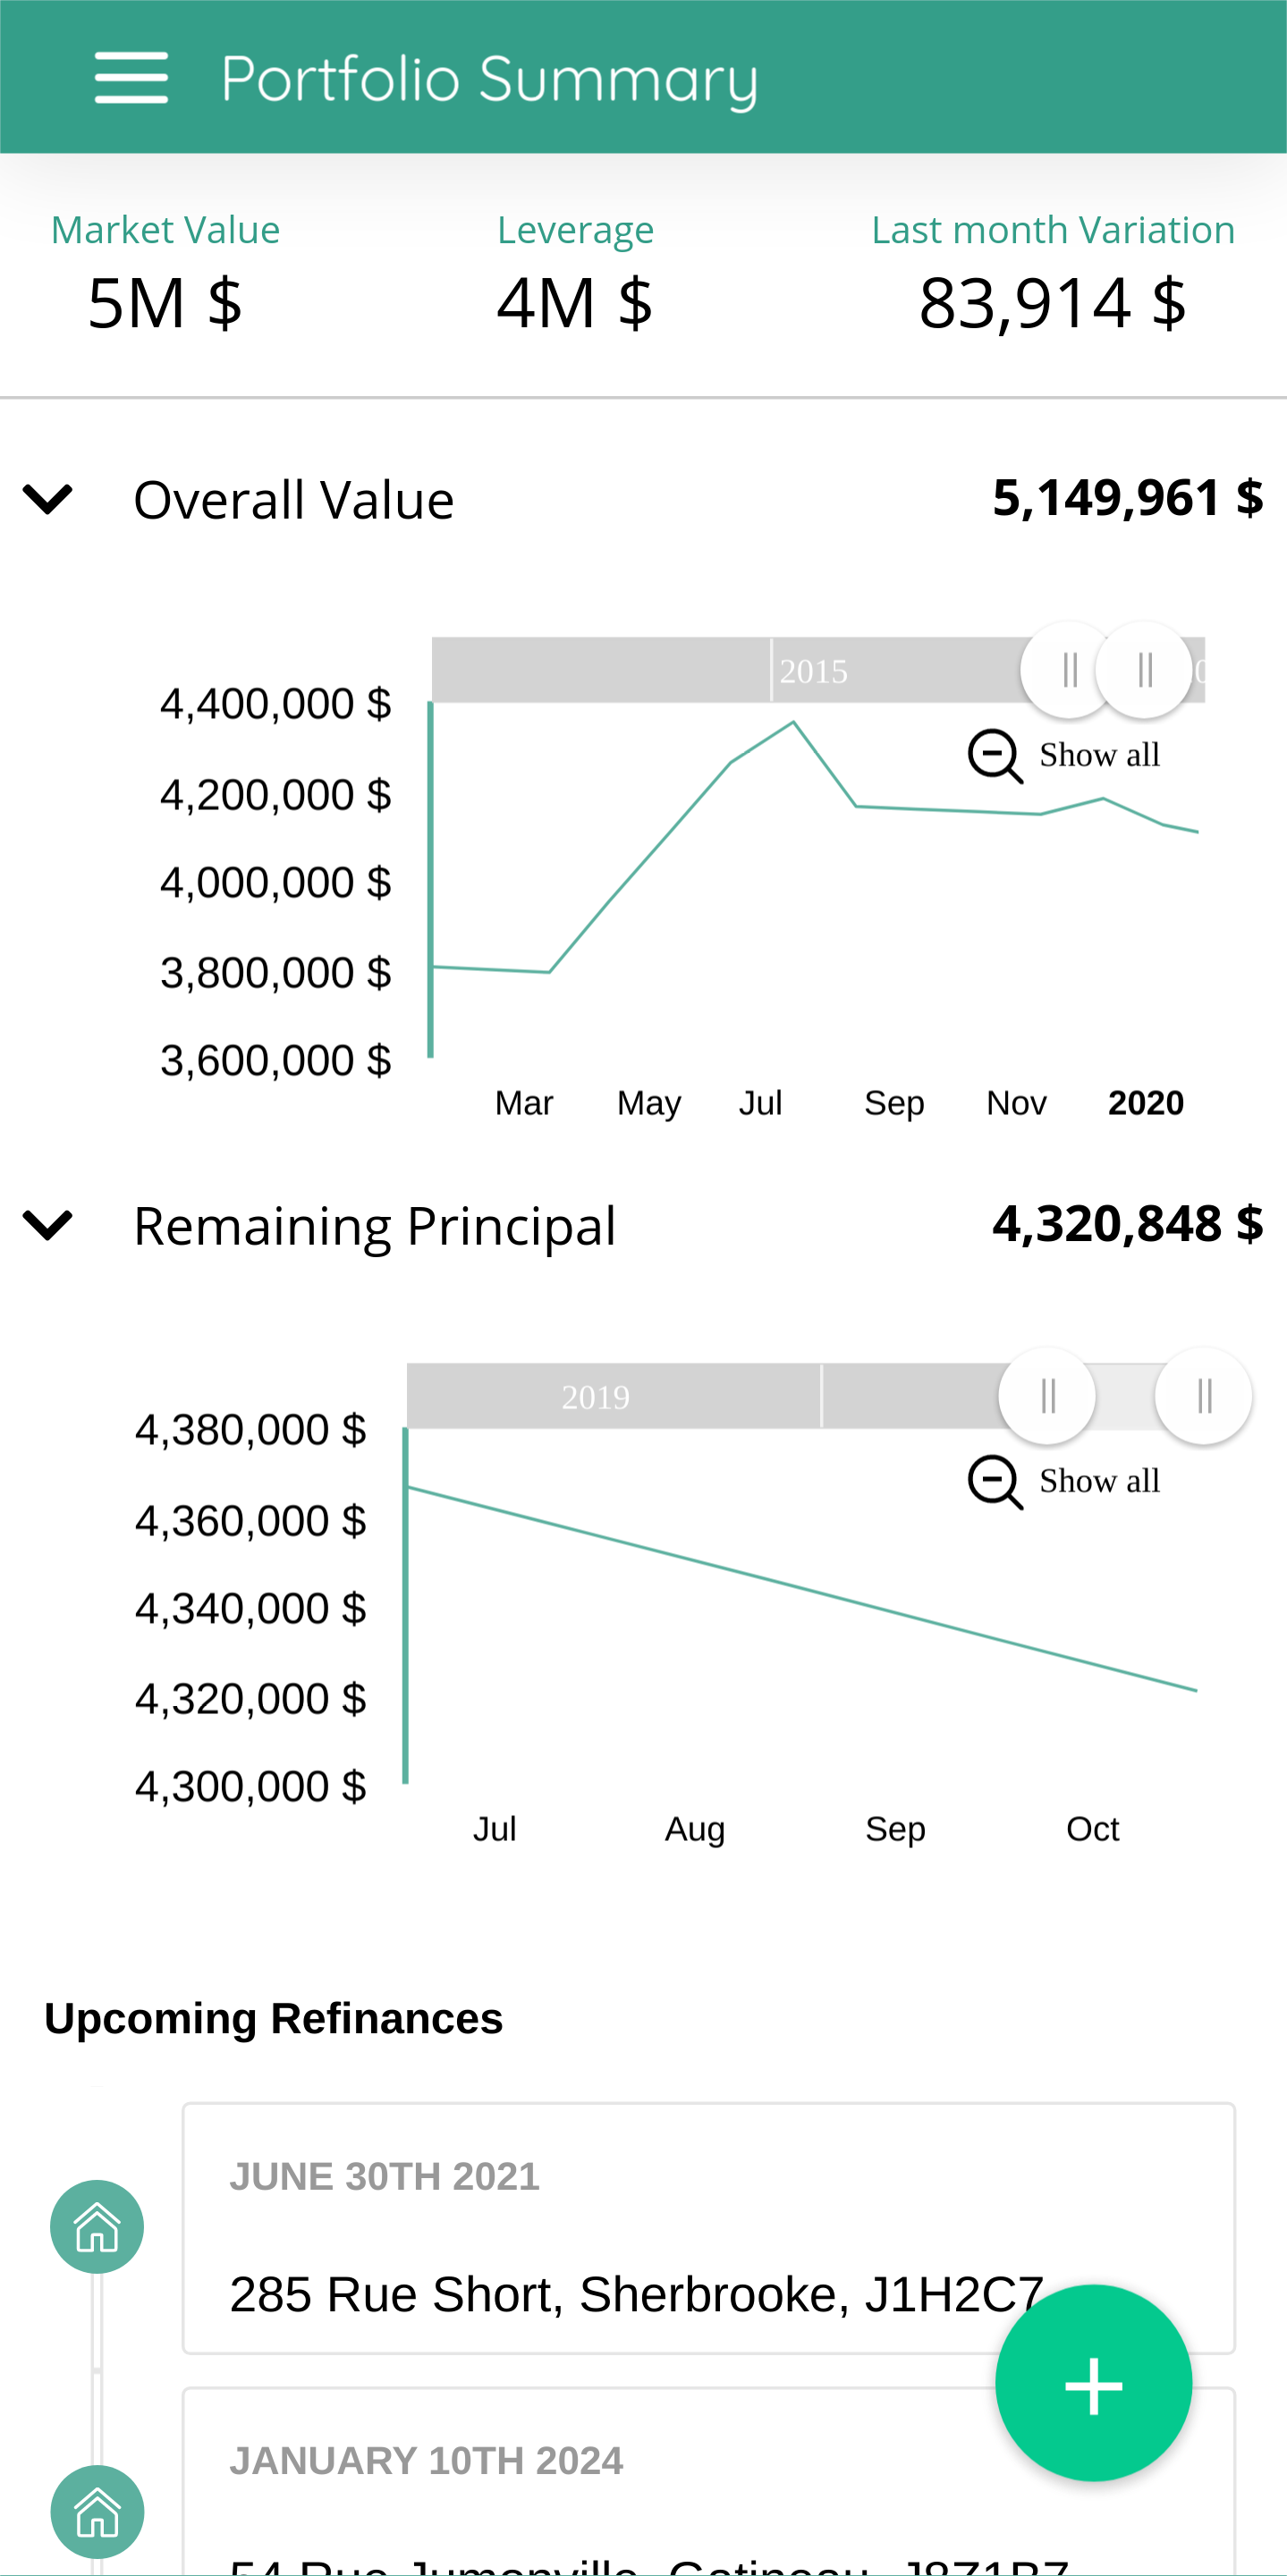 Portfolio Summary
Market Value Leverage Last month Variation
5M $ 4M $ 83,914 $
Overall Value 5,149,961 $
2015
4,400,000 $
Show all
4,200,000 $
4,000,000 $
3,800,000 $
3,600,000 $
Mar May Jul Sep Nov 2020
Remaining Principal 4,320,848 $
2019
4,380,000 $
Show all
4,360,000 $
4,340,000 $
4,320,000 $
4,300,000 $
Jul Aug Sep Oct
Upcoming Refinances
JUNE 30TH 2021
285 Rue Short, Sherbrooke, J1H2C7
JANUARY 10TH 2024
54 Rue Jumonville, Gatineau,